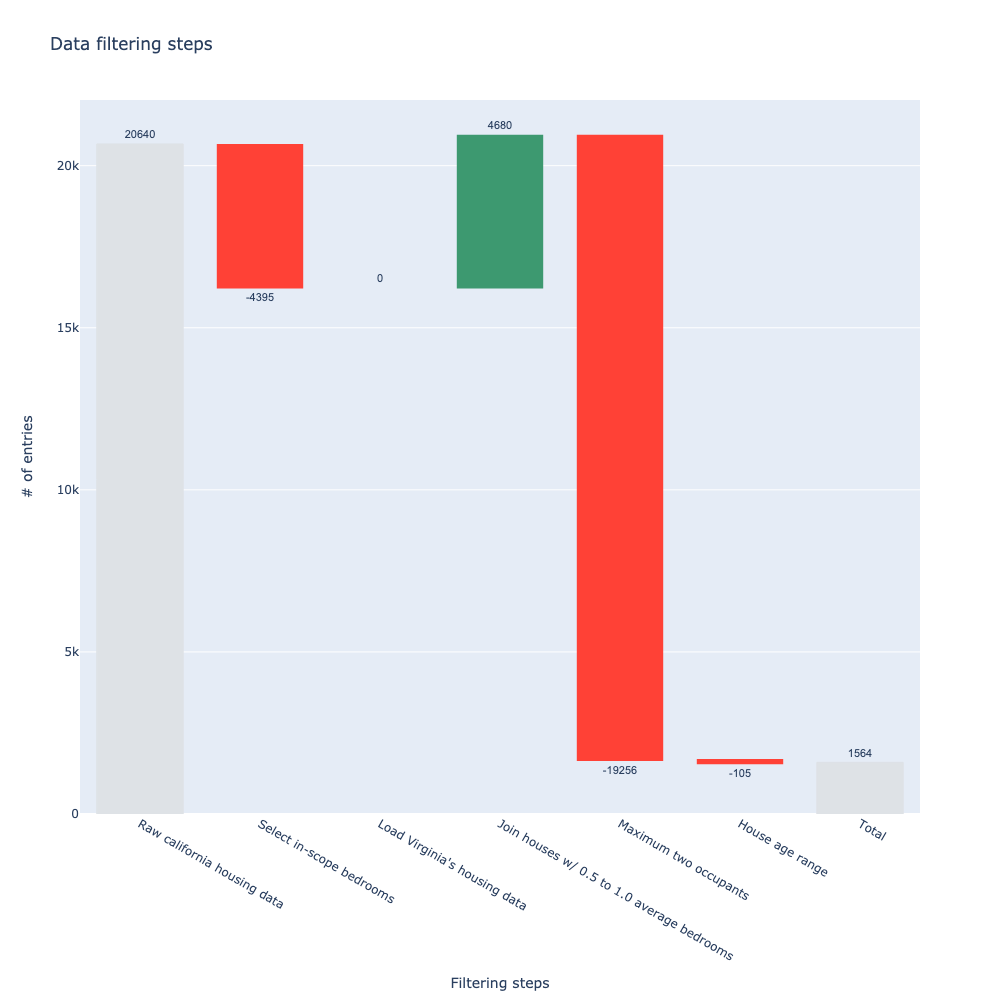 Data filtering steps
20640
-4395
0
4680
-19256
-105
1564
20k
15k
10k
5k
0
# of entries
Raw california housing data
Select in-scope bedrooms
Load Virginia's housing data
Join houses w/ 0.5 to 1.0 average bedrooms
Maximum two occupants
House age range
Total
Filtering steps